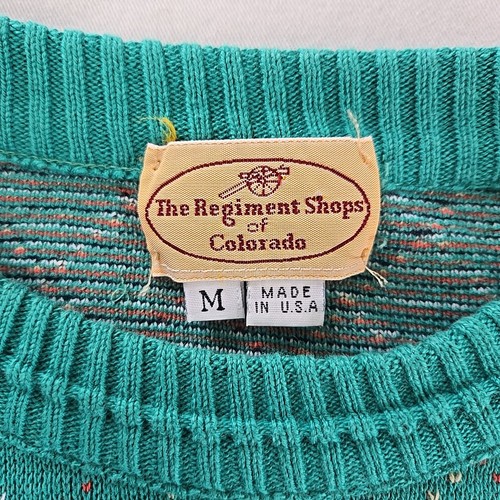 The Regiment Shops
of
Colorado
M
MADE
IN U.S.A